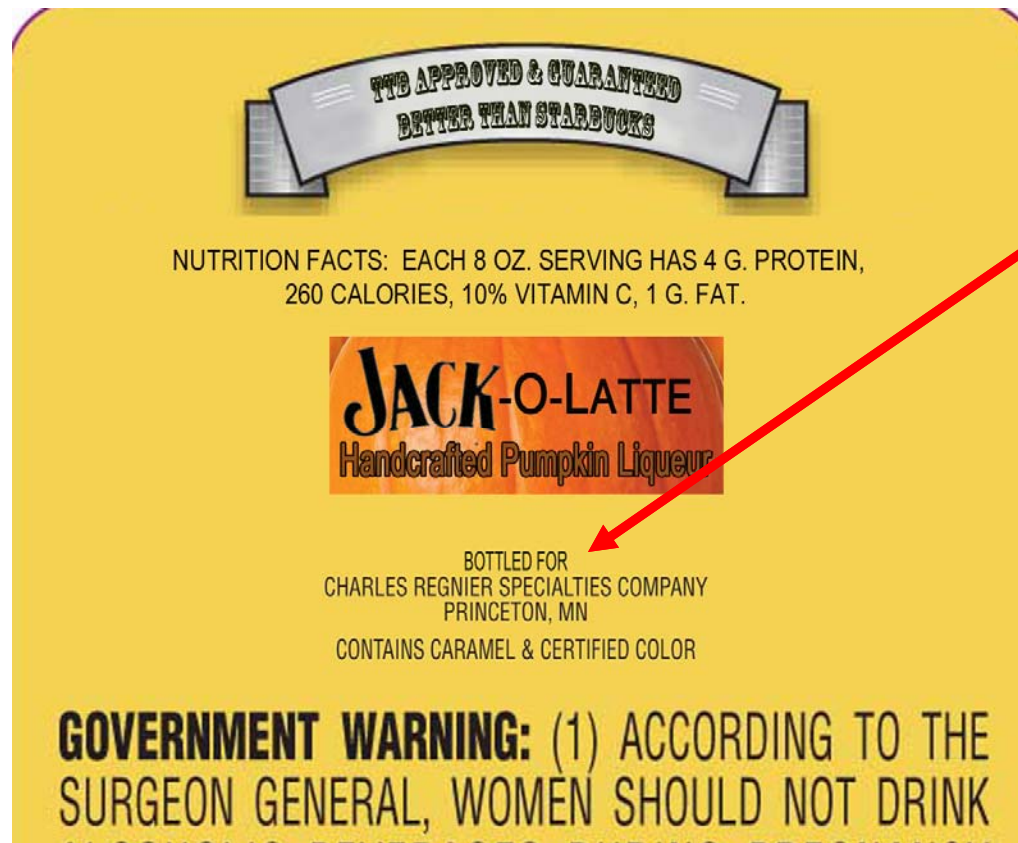 TTB APPROVED & GUARANTEED
BETTER THAN STARBUCKS
NUTRITION FACTS: EACH 8 OZ. SERVING HAS 4 G. PROTEIN,
260 CALORIES, 10% VITAMIN C, 1 G. FAT.
JACK-O-LATTE
Handcrafted Pumpkin Liqueur
BOTTLED FOR
CHARLES REGNIER SPECIALTIES COMPANY
PRINCETON, MN
CONTAINS CARAMEL & CERTIFIED COLOR
GOVERNMENT WARNING: (1) ACCORDING TO THE
SURGEON GENERAL, WOMEN SHOULD NOT DRINK